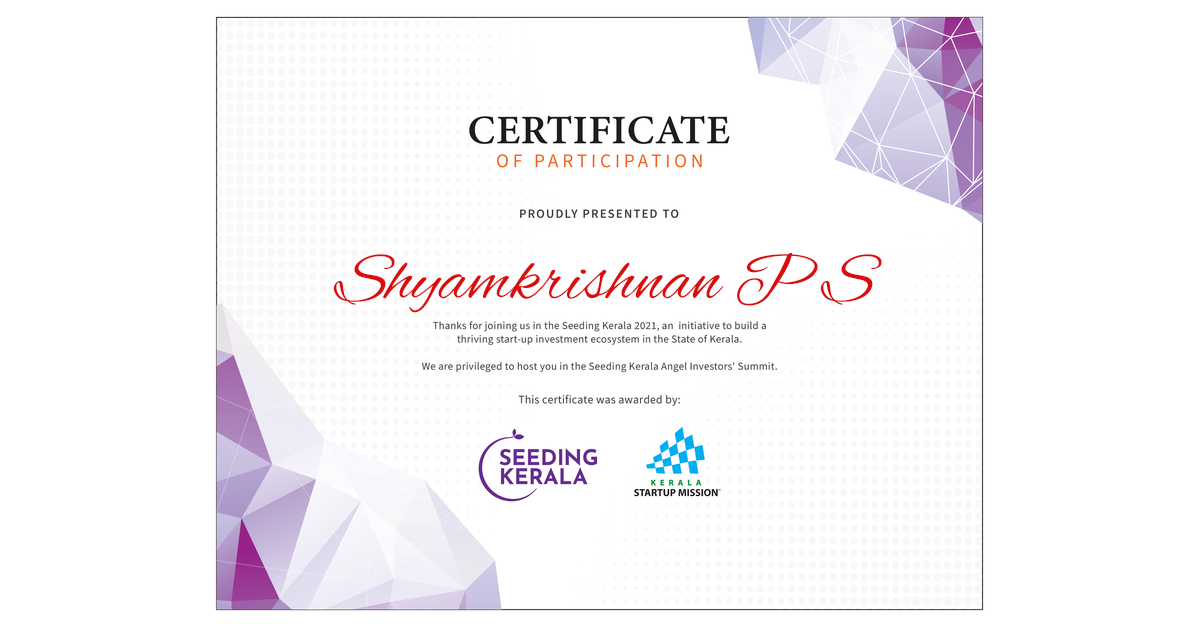 CERTIFICATE
OF PARTICIPATION
PROUDLY PRESENTED TO
Shyamkrishnan P S
Thanks for joining us in the Seeding Kerala 2021, an initiative to build a
thriving start-up investment ecosystem in the State of Kerala.
We are privileged to host you in the Seeding Kerala Angel Investors' Summit.
This certificate was awarded by:
SEEDING
KERALA
KERALA
STARTUP MISSION